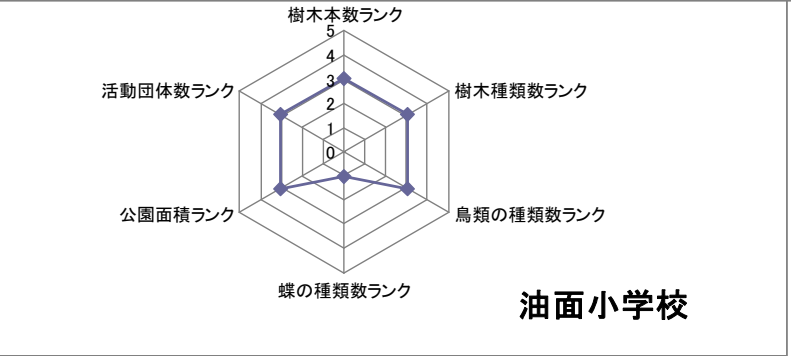 樹木本数ランク
5
4
3
2
1
0
活動団体数ランク
樹木種類数ランク
公園面積ランク
鳥類の種類数ランク
蝶の種類数ランク
油面小学校